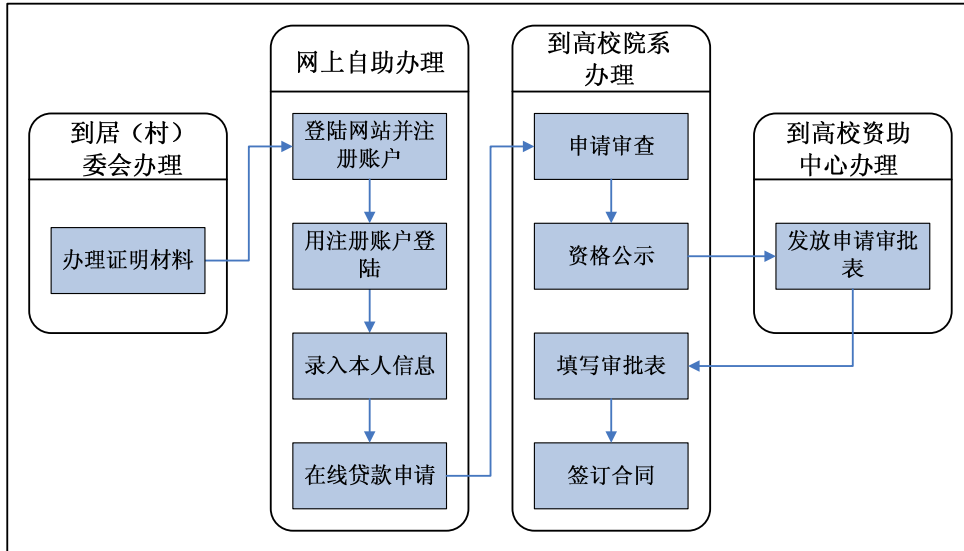 到居（村）
委会办理
办理证明材料
网上自助办理
登陆网站并注
册账户
用注册账户登
陆
录入本人信息
在线贷款申请
到高校院系
办理
申请审查
资格公示
填写审批表
签订合同
到高校资助
中心办理
发放申请审批
表